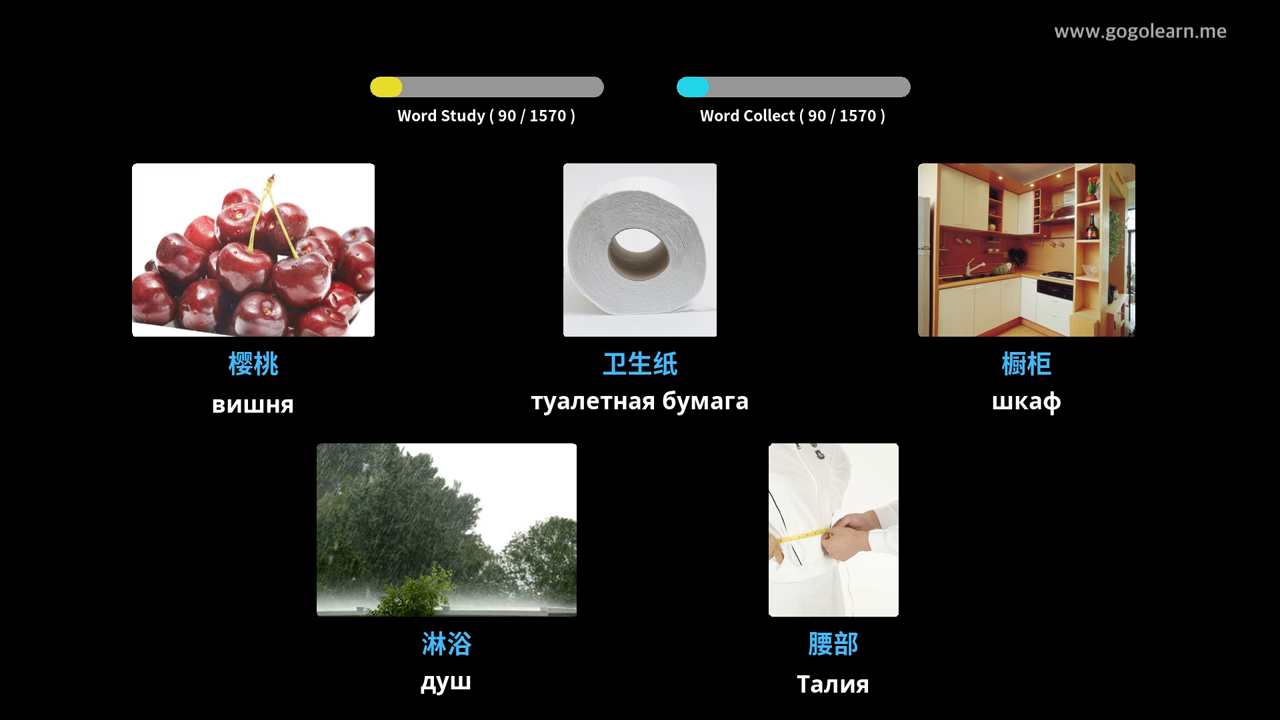 www.gogolearn.me
Word Study ( 90 / 1570 )
Word Collect ( 90 / 1570 )
樱桃
вишня
卫生纸
туалетная бумага
橱柜
шкаф
淋浴
душ
腰部
Талия